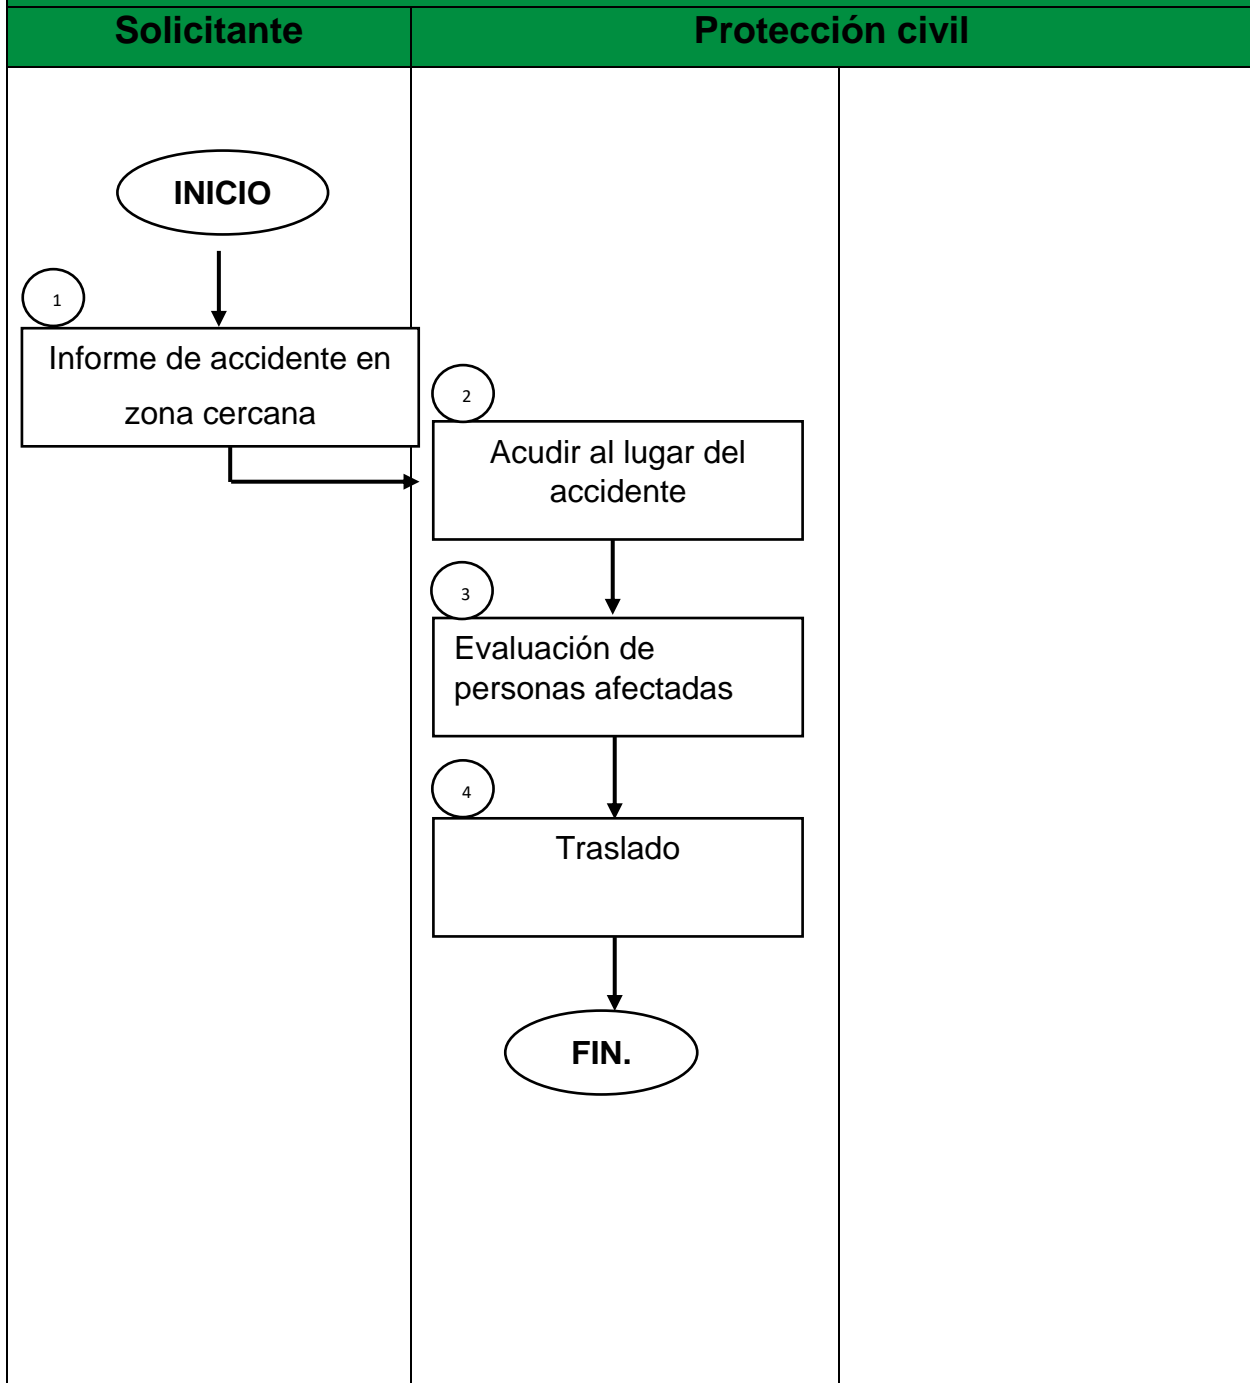 Solicitante
Protección civil
INICIO
1
Informe de accidente en
zona cercana
2
Acudir al lugar del
accidente
3
Evaluación de
personas afectadas
4
Traslado
FIN.